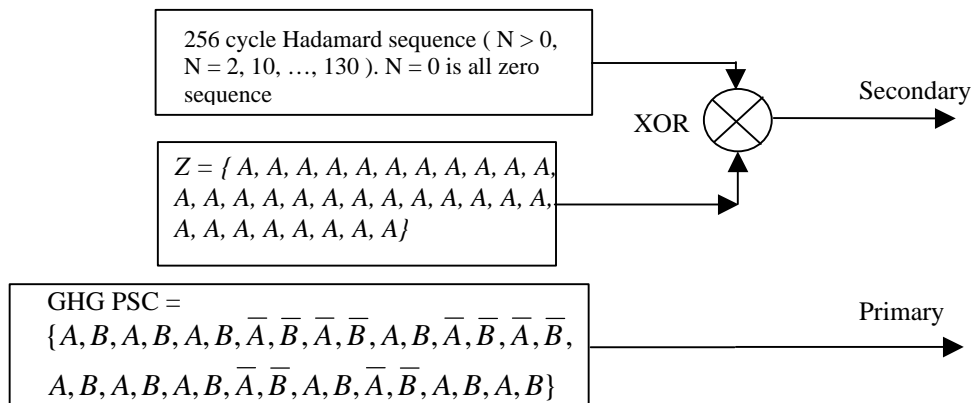 256 cycle Hadamard sequence ( N > 0,
N = 2, 10, …, 130 ). N = 0 is all zero
sequence
Secondary
XOR
Z = { A, A, A, A, A, A, A, A, A, A, A,
A, A, A, A, A, A, A, A, A, A, A, A, A,
A, A, A, A, A, A, A, A}
GHG PSC =
{A, B, A, B, A, B, A̅, B̅, A̅, B̅, A, B, A̅, B̅, A̅, B̅,
A, B, A, B, A, B, A̅, B̅, A, B, A̅, B̅, A, B, A, B}
Primary